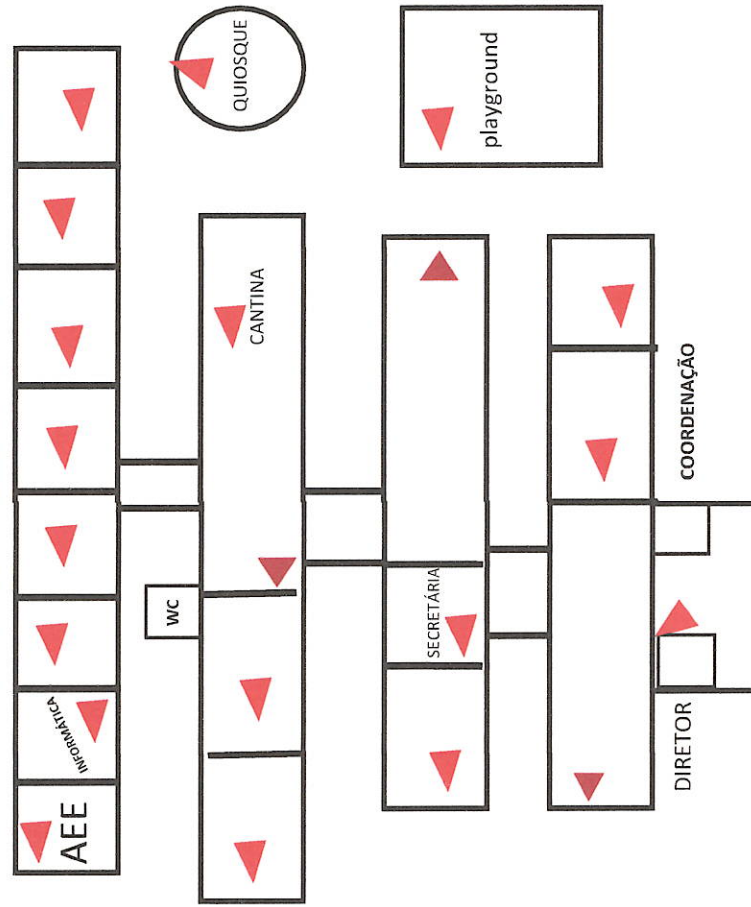 AEE
INFORMÁTICA
WC
CANTINA
QUIOSQUE
playground
SECRETÁRIA
COORDENAÇÃO
DIRETOR